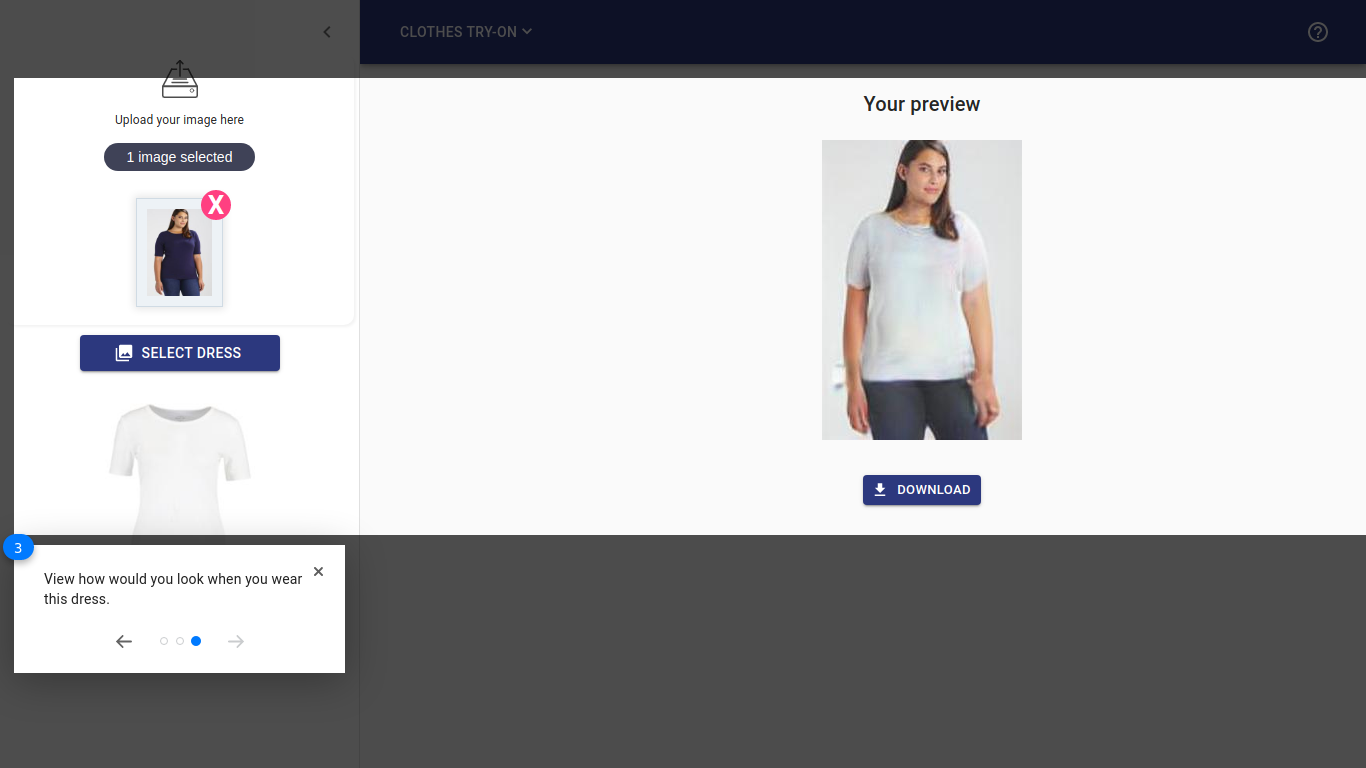 CLOTHES TRY-ON
Upload your image here
1 image selected
X
SELECT DRESS
Your preview
DOWNLOAD
3
View how would you look when you wear
this dress.